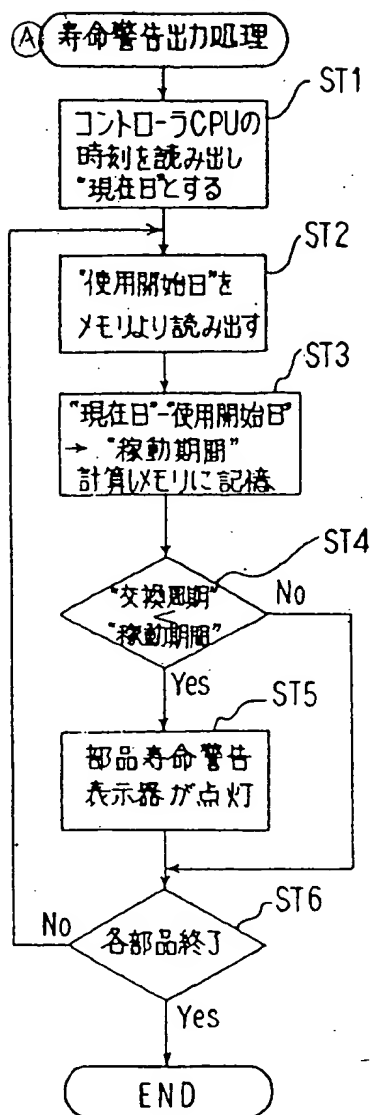 A 寿命警告出力処理
ST1
コントローラCPUの
時刻を読み出し
"現在日"とする
ST2
"使用開始日"を
メモリより読み出す
ST3
"現在日"-"使用開始日"
→ "稼動期間"
計算しメモリに記憶
ST4
"交換周期"
<
"稼動期間"
No
Yes
ST5
部品寿命警告
表示器が点灯
ST6
No
各部品終了
Yes
END